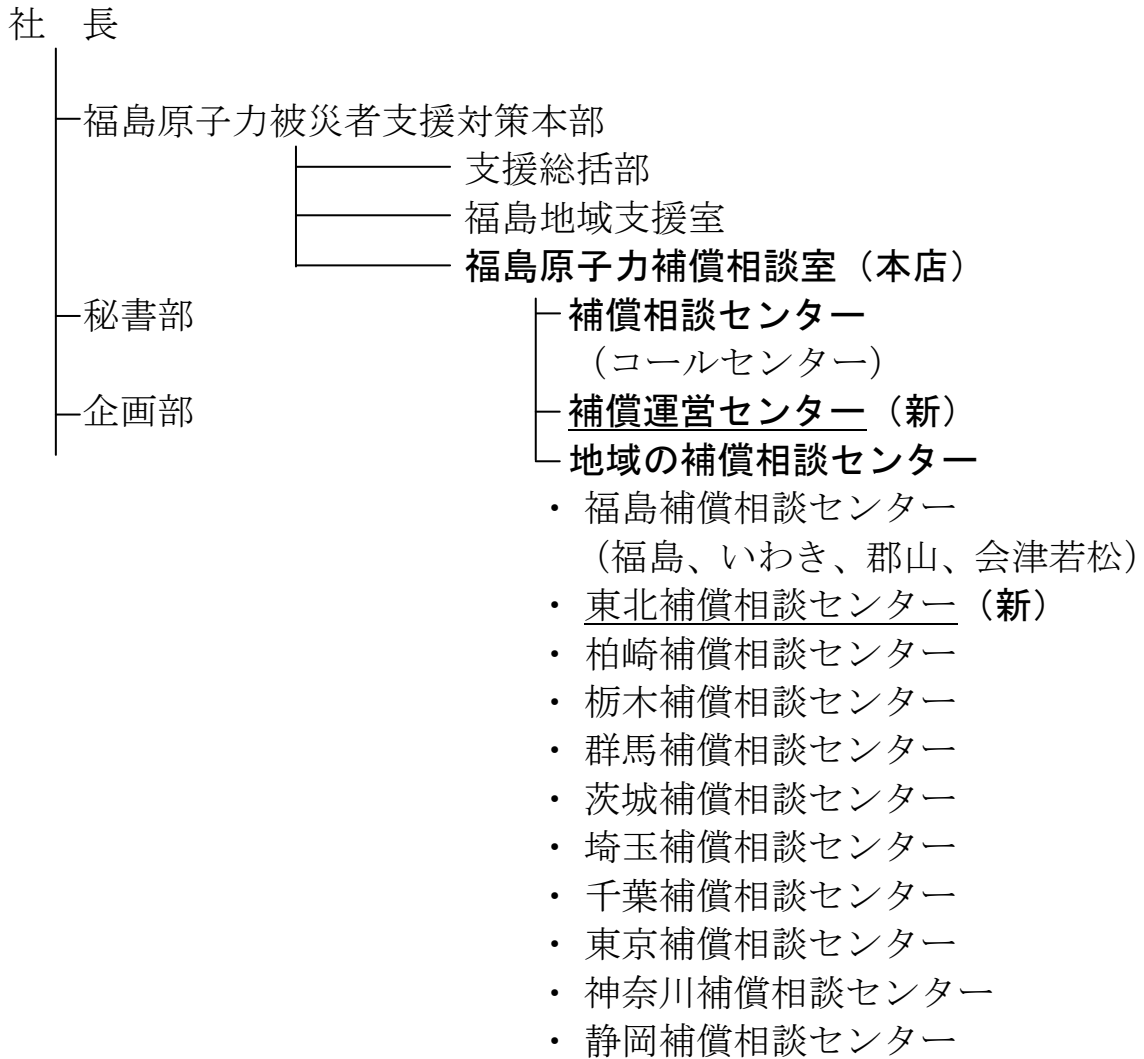 社　長
福島原子力被災者支援対策本部
支援総括部
福島地域支援室
福島原子力補償相談室（本店）
秘書部
補償相談センター
（コールセンター）
企画部
補償運営センター（新）
地域の補償相談センター
・ 福島補償相談センター
（福島、いわき、郡山、会津若松）
・ 東北補償相談センター（新）
・ 柏崎補償相談センター
・ 栃木補償相談センター
・ 群馬補償相談センター
・ 茨城補償相談センター
・ 埼玉補償相談センター
・ 千葉補償相談センター
・ 東京補償相談センター
・ 神奈川補償相談センター
・ 静岡補償相談センター